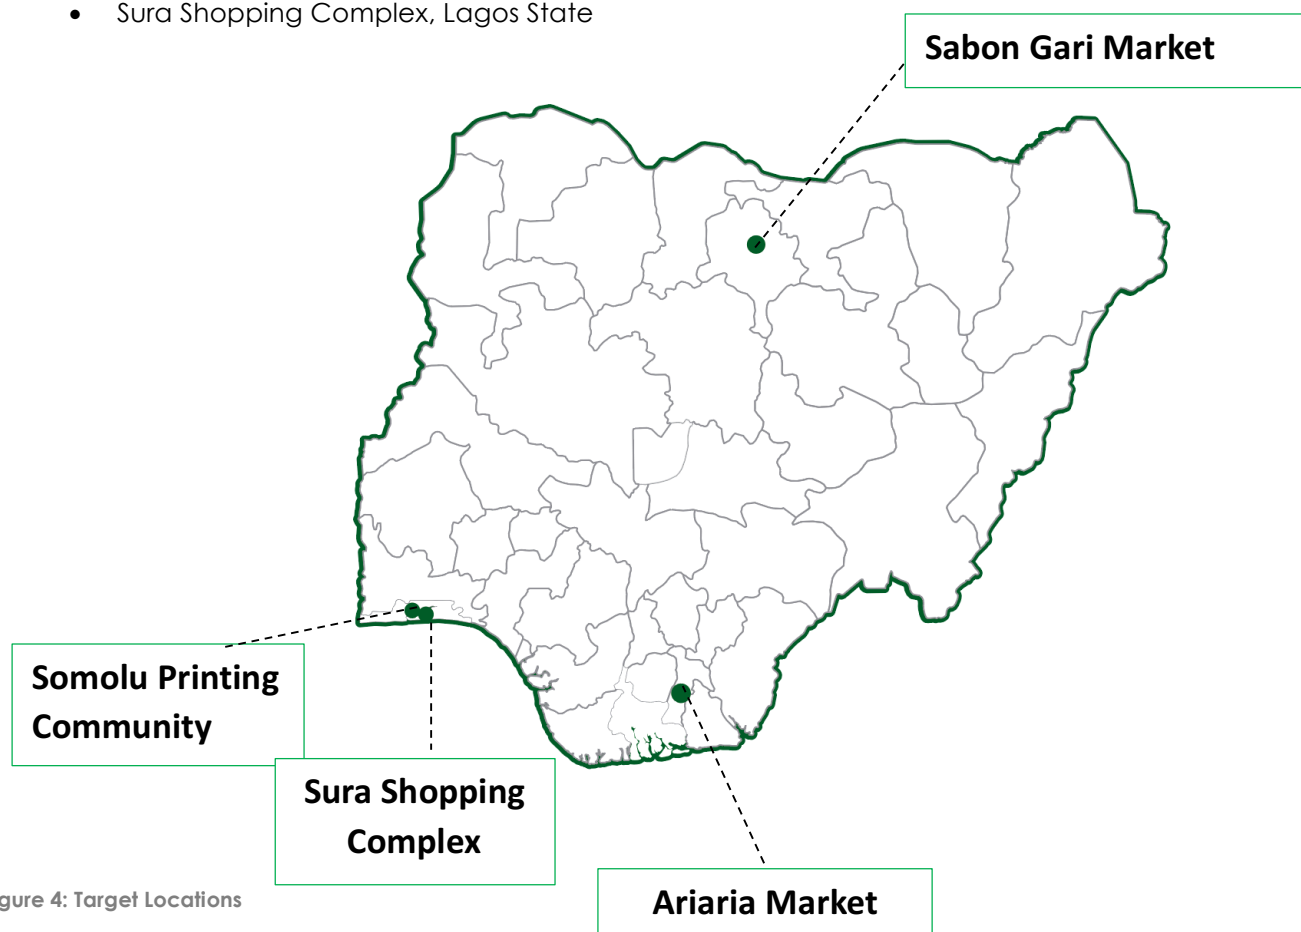 • Sura Shopping Complex, Lagos State
Sabon Gari Market
Somolu Printing
Community
Sura Shopping
Complex
Ariaria Market
gure 4: Target Locations